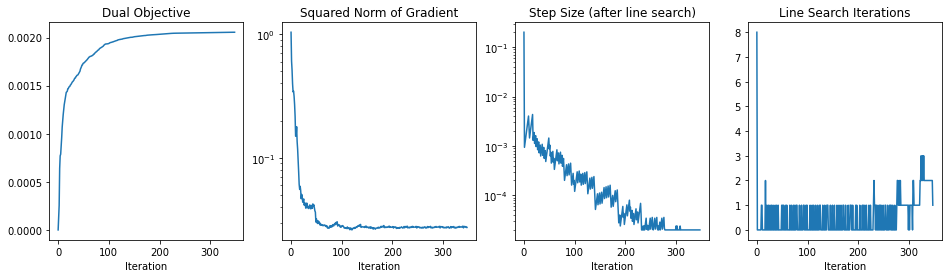 Dual Objective
0.0020
0.0015
0.0010
0.0005
0.0000
0 100 200 300
Iteration
Squared Norm of Gradient
10⁰
10⁻¹
0 100 200 300
Iteration
Step Size (after line search)
10⁻¹
10⁻²
10⁻³
10⁻⁴
0 100 200 300
Iteration
Line Search Iterations
8
7
6
5
4
3
2
1
0
0 100 200 300
Iteration